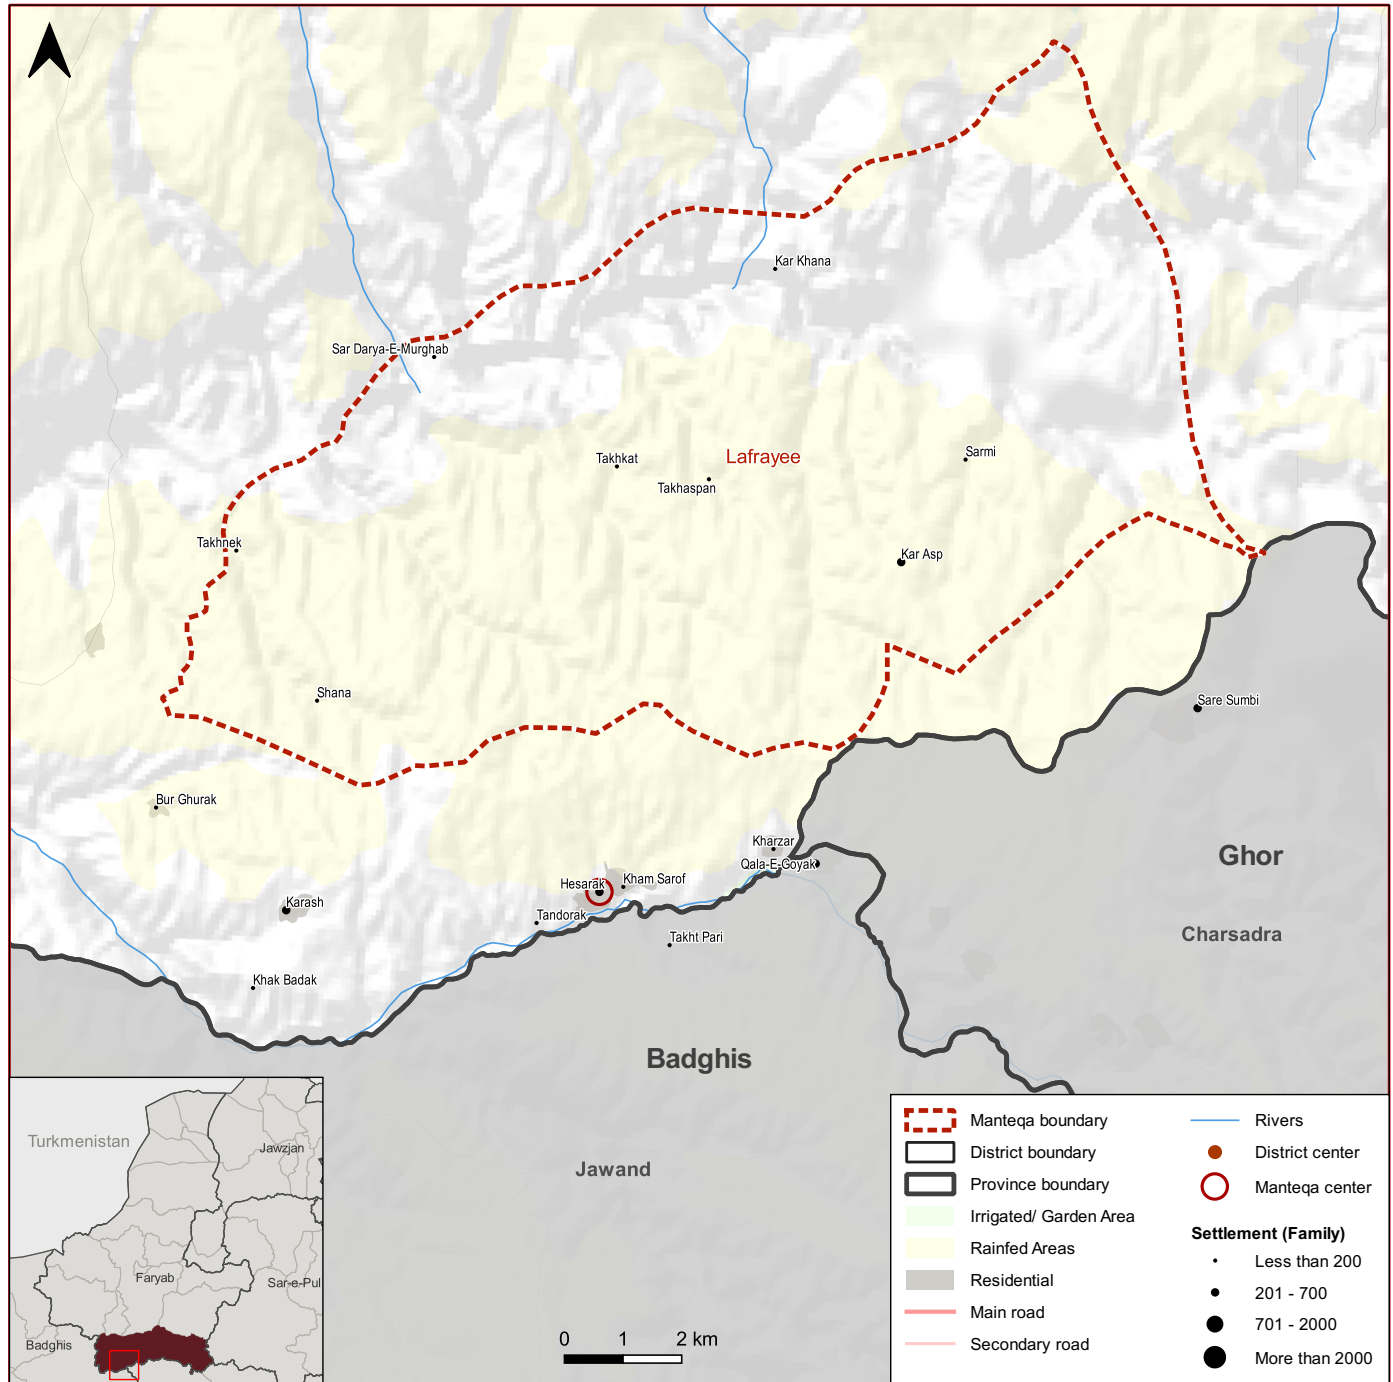 Kar Khana
Sar Darya-E-Murghab
Takhkat
Lafrayee
Sarmi
Takhaspan
Takhnek
Kar Asp
Shana
Sare Sumbi
Bur Ghurak
Kharzar
Qala-E-Goyak
Ghor
Hesarak
Kham Sarof
Karash
Tandorak
Takht Pari
Charsadra
Khak Badak
Badghis
Jawand
Turkmenistan
Jawzjan
Faryab
Sar-e-Pul
Badghis
0 1 2 km
Manteqa boundary
District boundary
Province boundary
Irrigated/ Garden Area
Rainfed Areas
Residential
Main road
Secondary road
Rivers
District center
Manteqa center
Settlement (Family)
Less than 200
201 - 700
701 - 2000
More than 2000